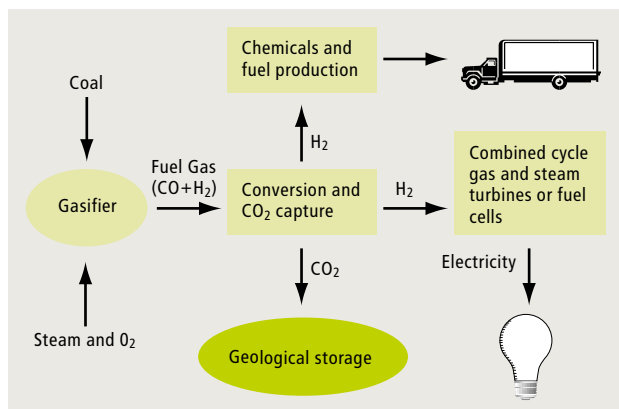 Chemicals and
fuel production
Coal
H₂
Fuel Gas
(CO+H₂)
Combined cycle
gas and steam
turbines or fuel
cells
Gasifier
Conversion and
CO₂ capture
H₂
CO₂
Electricity
Steam and 0₂
Geological storage